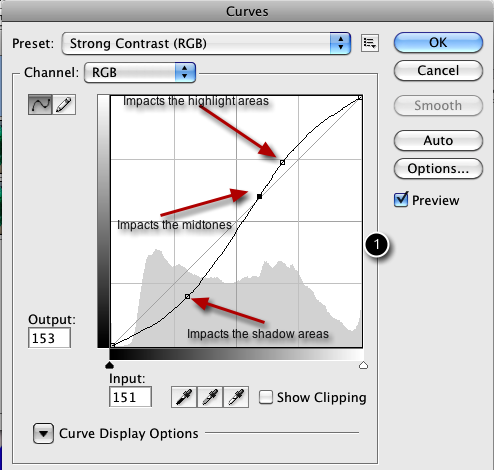 Curves
Preset: Strong Contrast (RGB)
OK
Channel: RGB
Cancel
Impacts the highlight areas
Smooth
Auto
Options...
Preview
Impacts the midtones
1
Output:
153
Impacts the shadow areas
Input:
151
Show Clipping
Curve Display Options